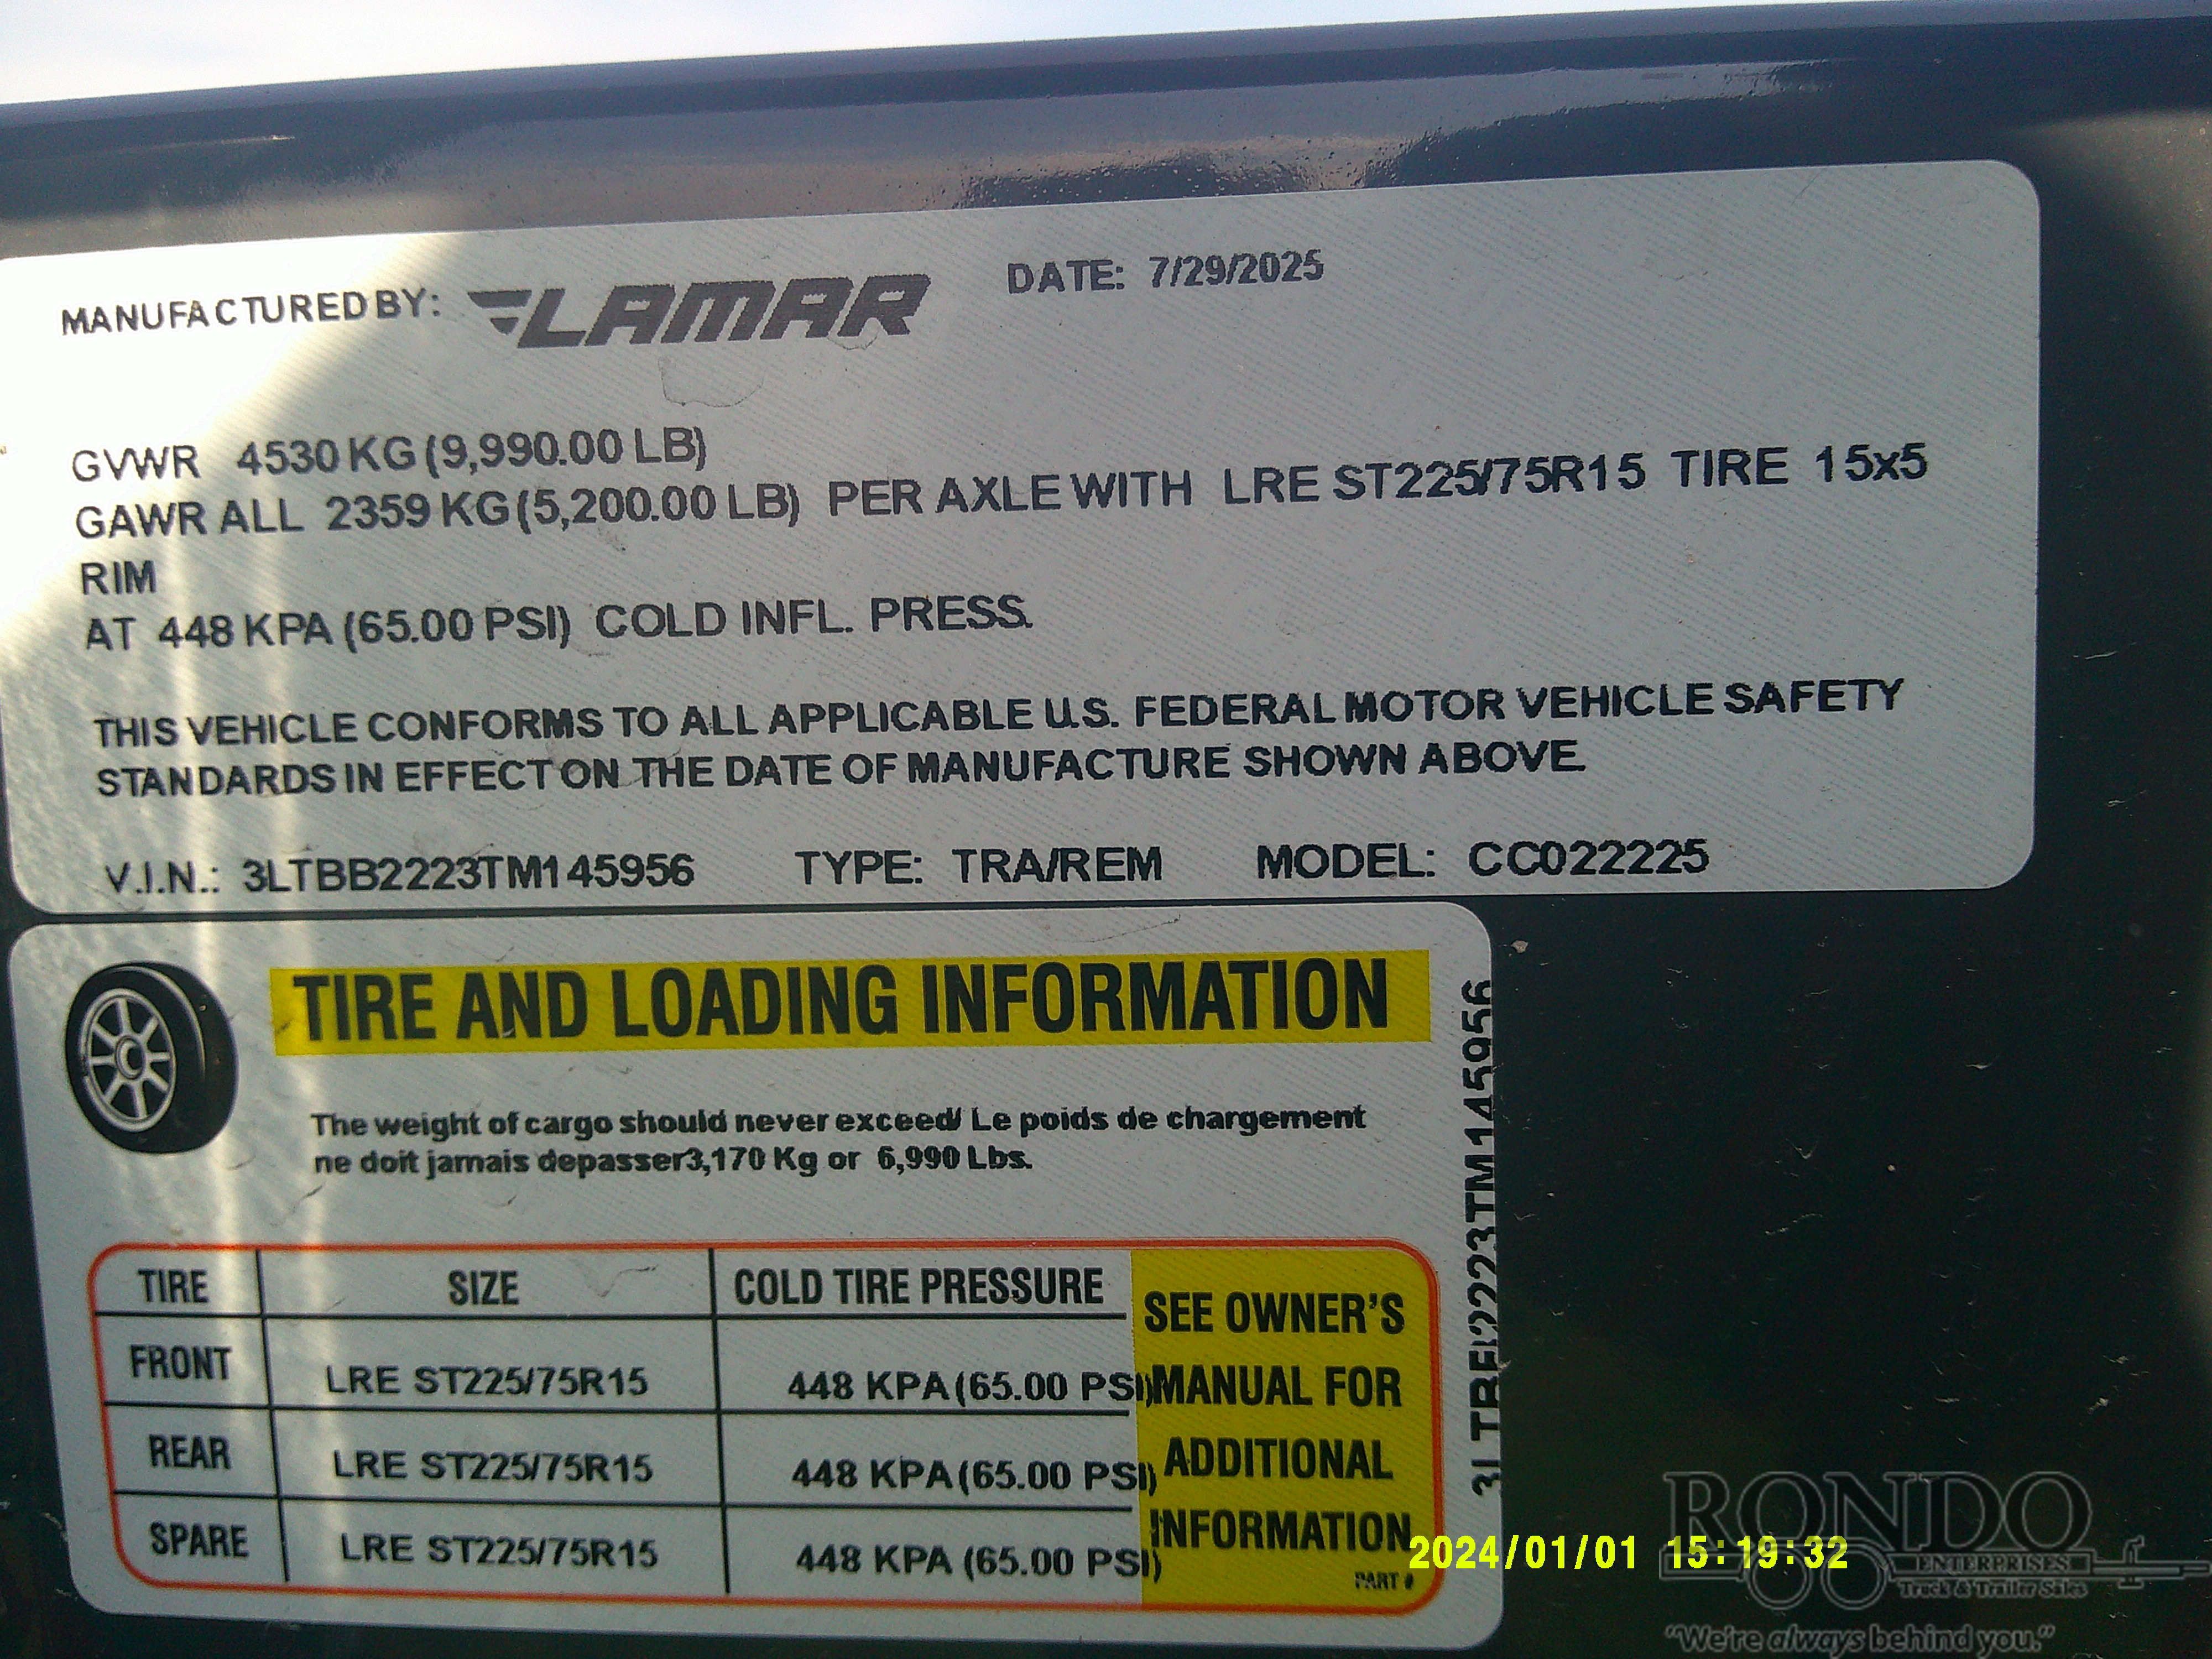 MANUFACTURED BY: LAMAR DATE: 7/29/2025
GVWR 4530 KG (9,990.00 LB)
GAWR ALL 2359 KG (5,200.00 LB) PER AXLE WITH LRE ST225/75R15 TIRE 15x5
RIM
AT 448 KPA (65.00 PSI) COLD INFL. PRESS.
THIS VEHICLE CONFORMS TO ALL APPLICABLE U.S. FEDERAL MOTOR VEHICLE SAFETY
STANDARDS IN EFFECT ON THE DATE OF MANUFACTURE SHOWN ABOVE.
V.I.N.: 3LTBB2223TM145956 TYPE: TRA/REM MODEL: CC022225
TIRE AND LOADING INFORMATION
The weight of cargo should never exceed/ Le poids de chargement
ne doit jamais depasser3,170 Kg or 6,990 Lbs.
TIRE SIZE COLD TIRE PRESSURE
FRONT LRE ST225/75R15 448 KPA (65.00 PSI)
REAR LRE ST225/75R15 448 KPA (65.00 PSI)
SPARE LRE ST225/75R15 448 KPA (65.00 PSI)
SEE OWNER'S
MANUAL FOR
ADDITIONAL
INFORMATION
PART #
3LTBB2223TM145956
2024/01/01 15:19:32
RONDO
ENTERPRISES
Truck & Trailer Sales
"We're always behind you."